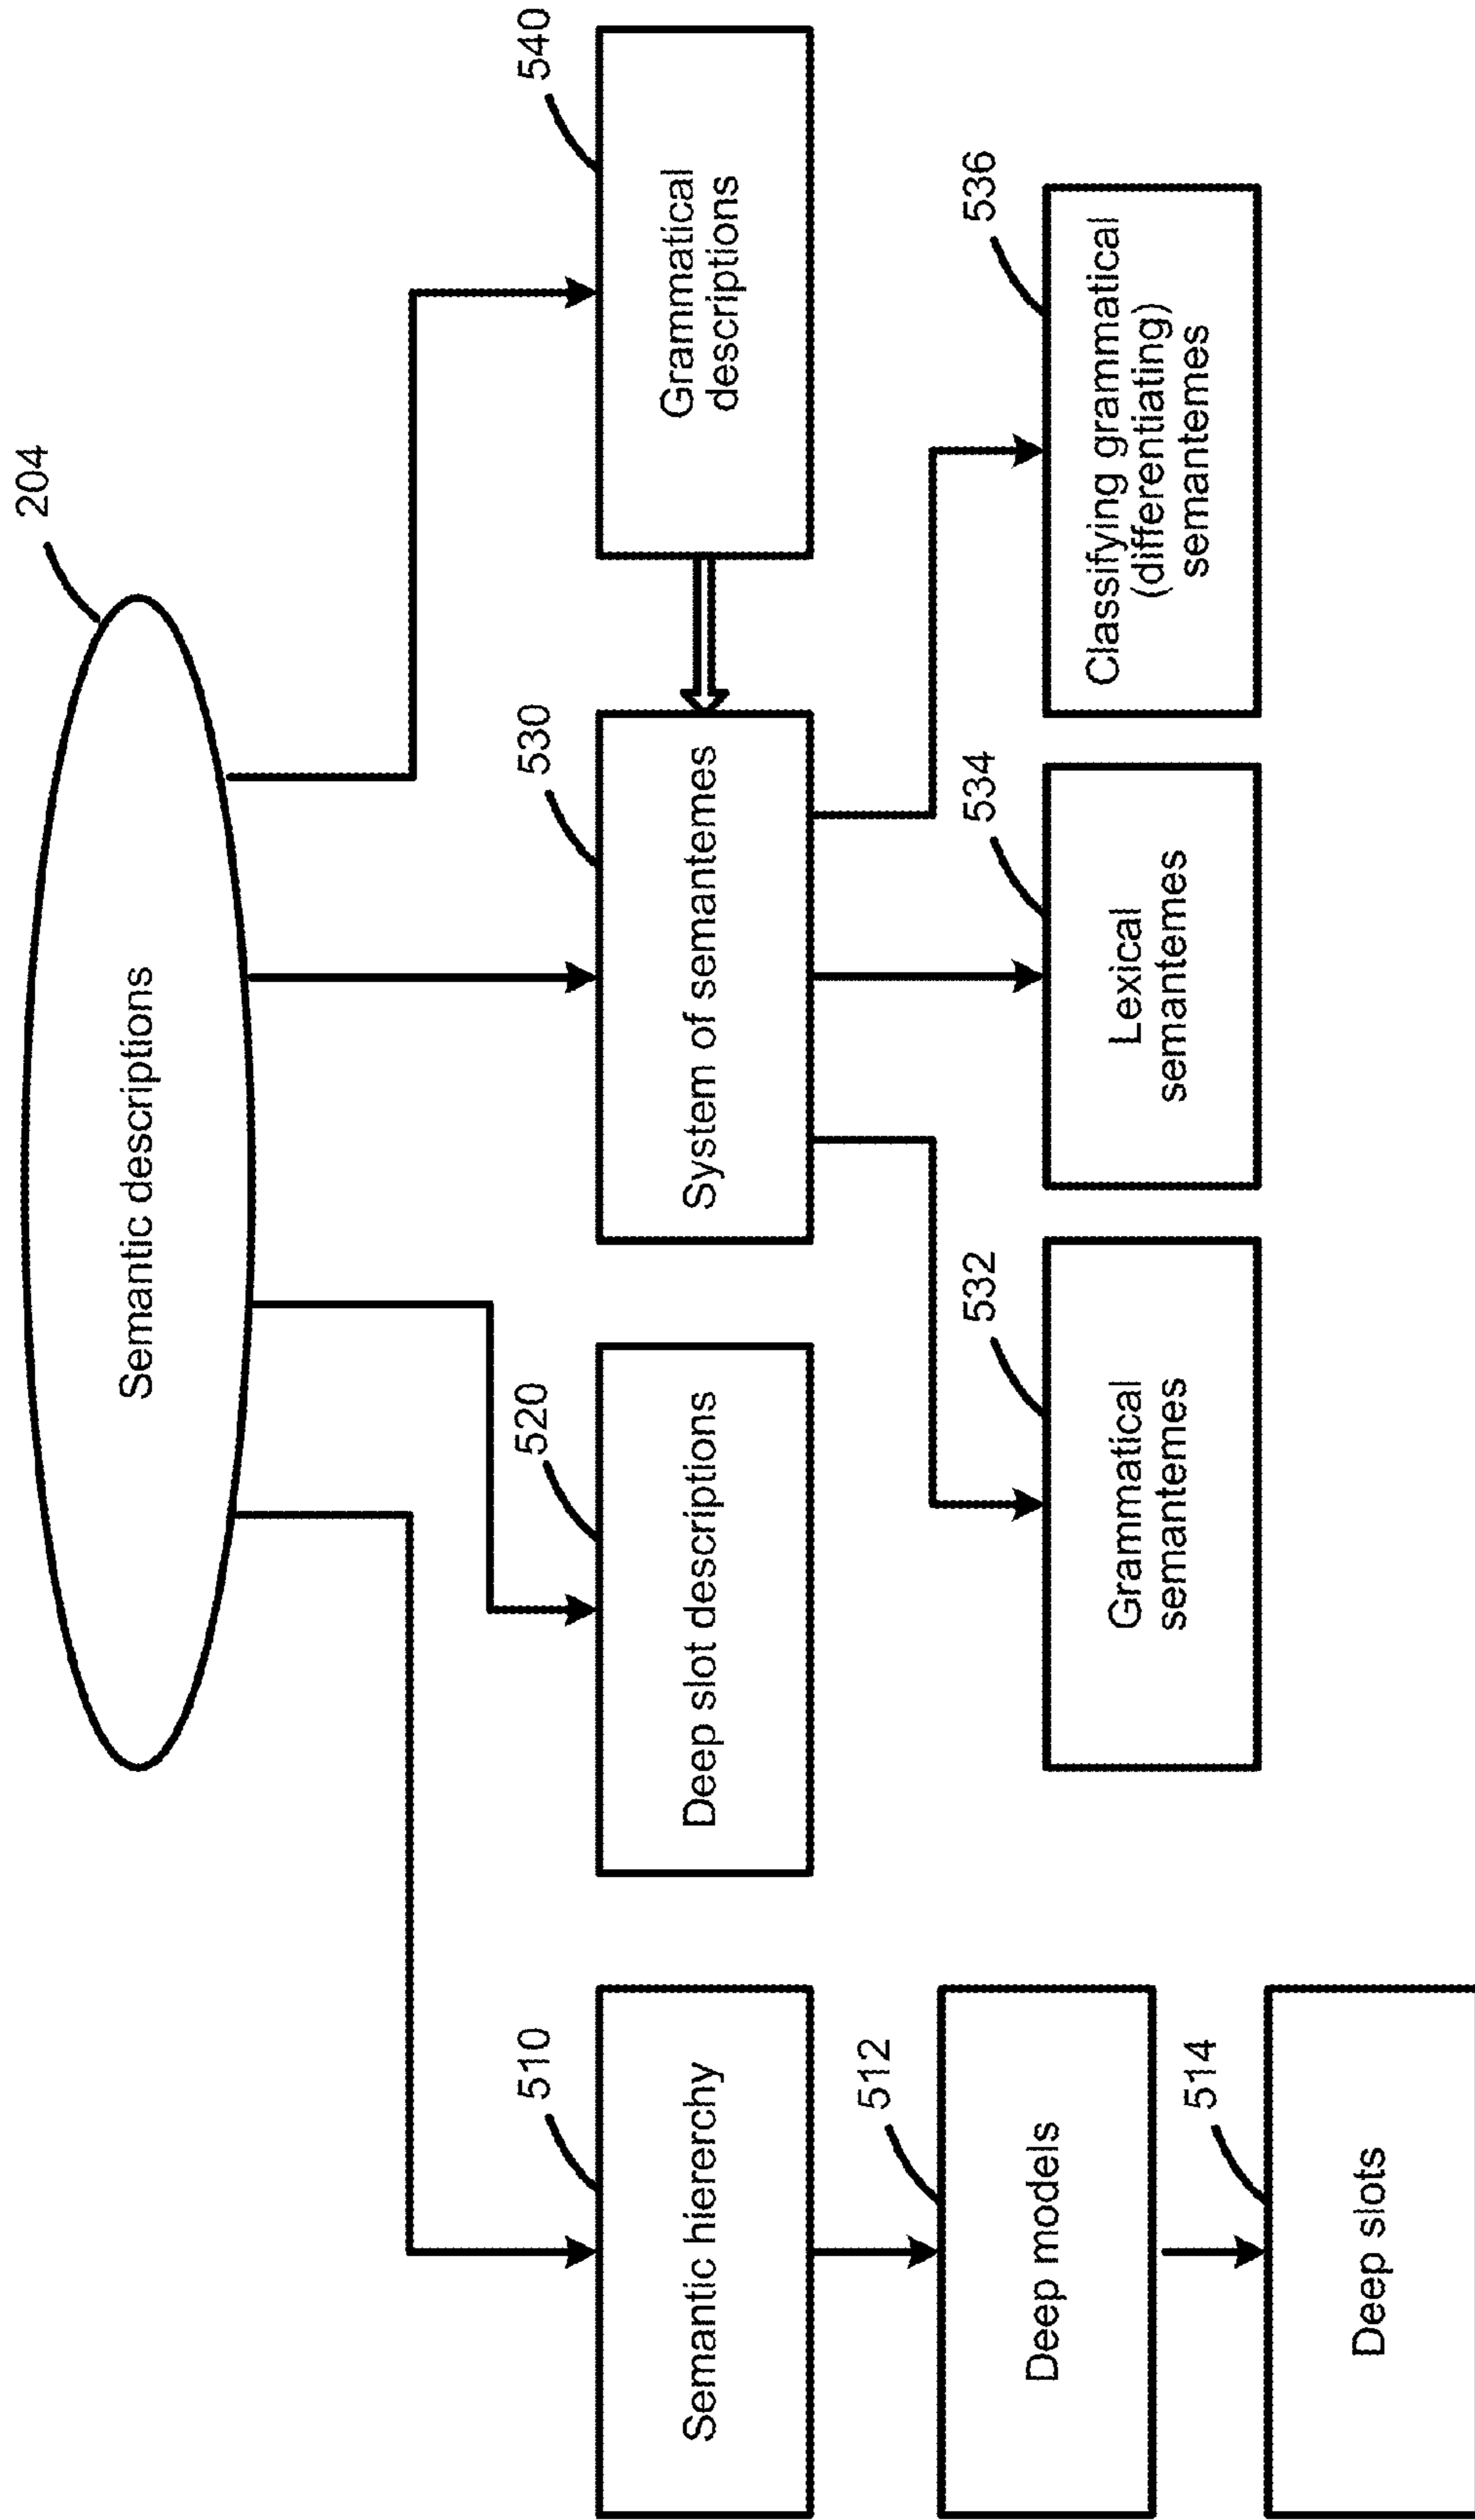 204
Semantic descriptions
510
520
530
540
Semantic hiererchy
Deep slot descriptions
System of semantemes
Grammatical
descriptions
512
532
534
536
Deep models
Grammatical
semantemes
Lexical
semantemes
Classifying grammatical
(differentiating)
semantemes
514
Deep slots